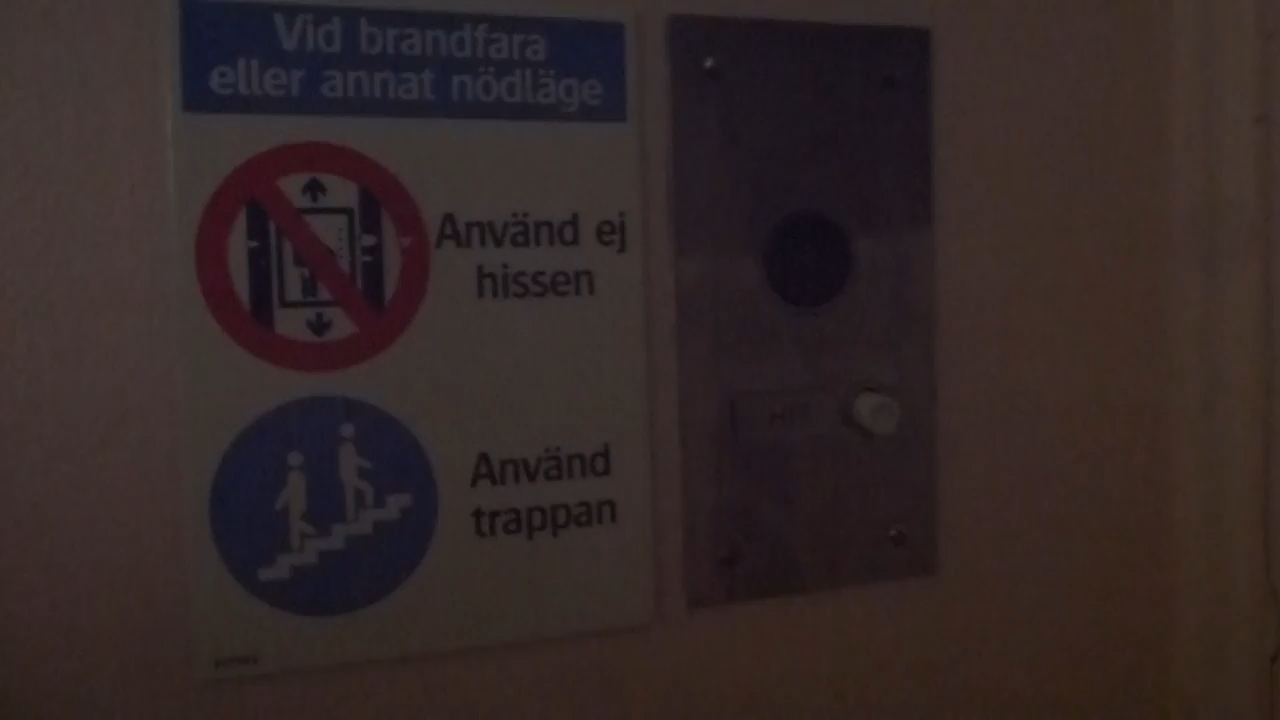 Vid brandfara
eller annat nödläge
Använd ej
hissen
Använd
trappan